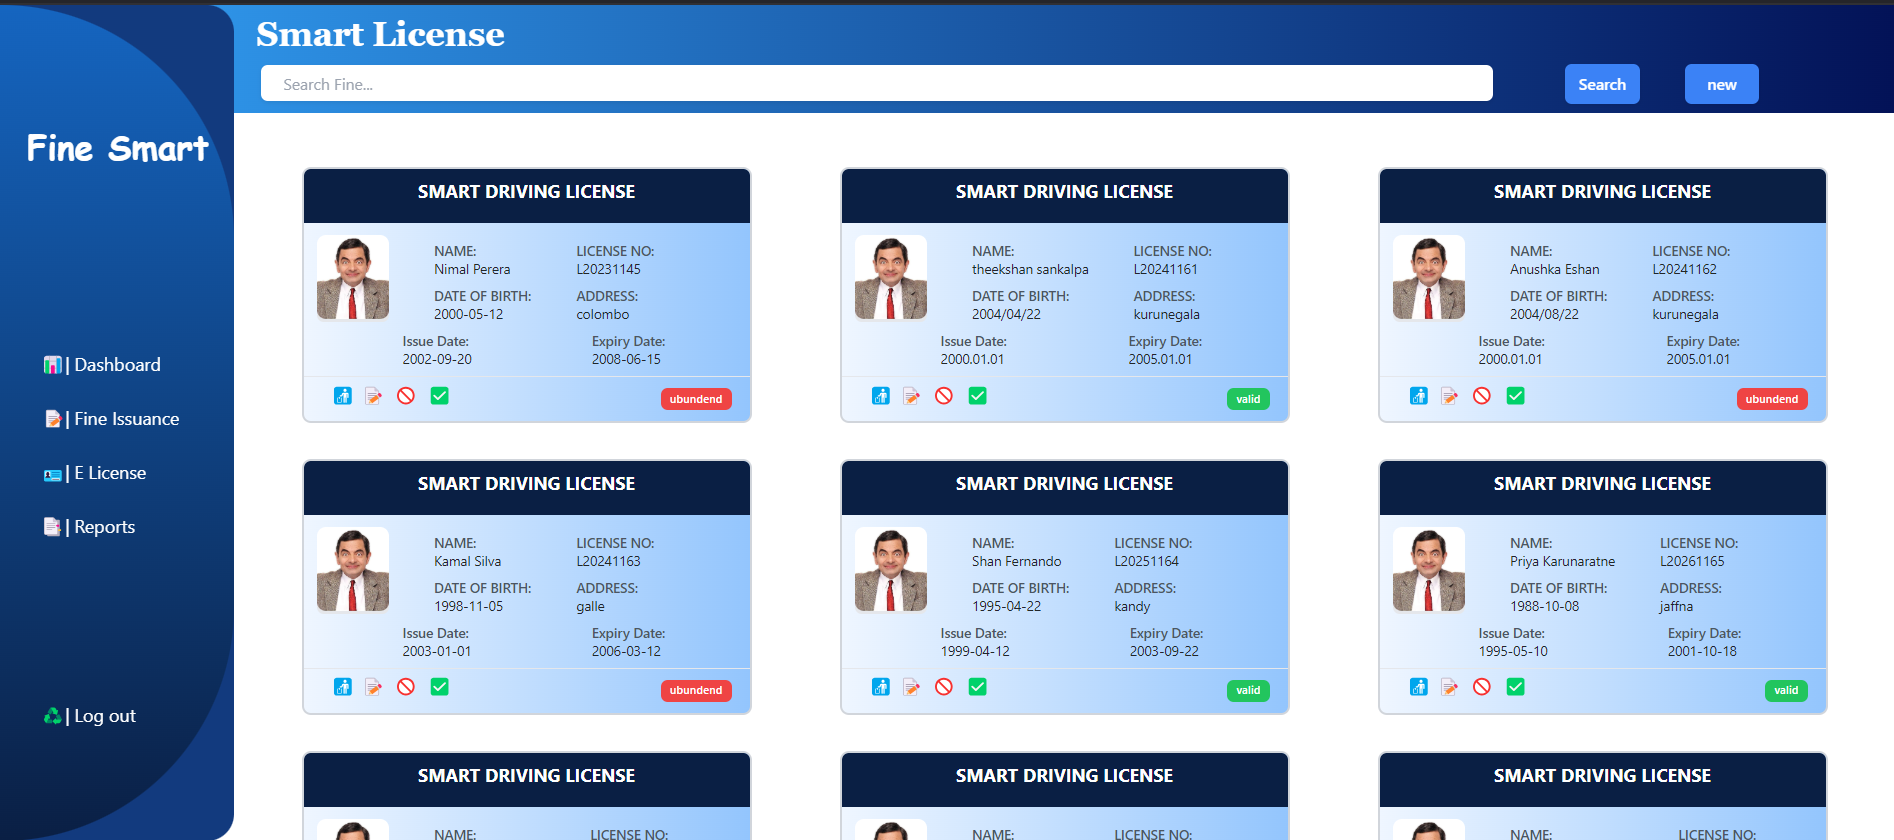 Smart License
Search Fine...
Search
new
Fine Smart
| Dashboard
| Fine Issuance
| E License
| Reports
| Log out
SMART DRIVING LICENSE
NAME:
Nimal Perera
LICENSE NO:
L20231145
DATE OF BIRTH:
2000-05-12
ADDRESS:
colombo
Issue Date:
2002-09-20
Expiry Date:
2008-06-15
ubundend
SMART DRIVING LICENSE
NAME:
theekshan sankalpa
LICENSE NO:
L20241161
DATE OF BIRTH:
2004/04/22
ADDRESS:
kurunegala
Issue Date:
2000.01.01
Expiry Date:
2005.01.01
valid
SMART DRIVING LICENSE
NAME:
Anushka Eshan
LICENSE NO:
L20241162
DATE OF BIRTH:
2004/08/22
ADDRESS:
kurunegala
Issue Date:
2000.01.01
Expiry Date:
2005.01.01
ubundend
SMART DRIVING LICENSE
NAME:
Kamal Silva
LICENSE NO:
L20241163
DATE OF BIRTH:
1998-11-05
ADDRESS:
galle
Issue Date:
2003-01-01
Expiry Date:
2006-03-12
ubundend
SMART DRIVING LICENSE
NAME:
Shan Fernando
LICENSE NO:
L20251164
DATE OF BIRTH:
1995-04-22
ADDRESS:
kandy
Issue Date:
1999-04-12
Expiry Date:
2003-09-22
valid
SMART DRIVING LICENSE
NAME:
Priya Karunaratne
LICENSE NO:
L20261165
DATE OF BIRTH:
1988-10-08
ADDRESS:
jaffna
Issue Date:
1995-05-10
Expiry Date:
2001-10-18
valid
SMART DRIVING LICENSE
NAME:
LICENSE NO:
SMART DRIVING LICENSE
NAME:
LICENSE NO:
SMART DRIVING LICENSE
NAME:
LICENSE NO: